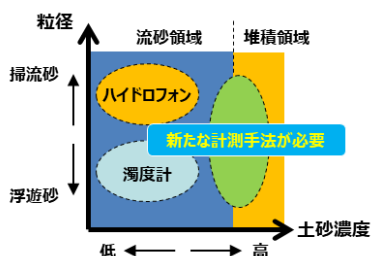 粒径
流砂領域
堆積領域
掃流砂
ハイドロフォン
新たな計測手法が必要
濁度計
浮遊砂
土砂濃度
低
高